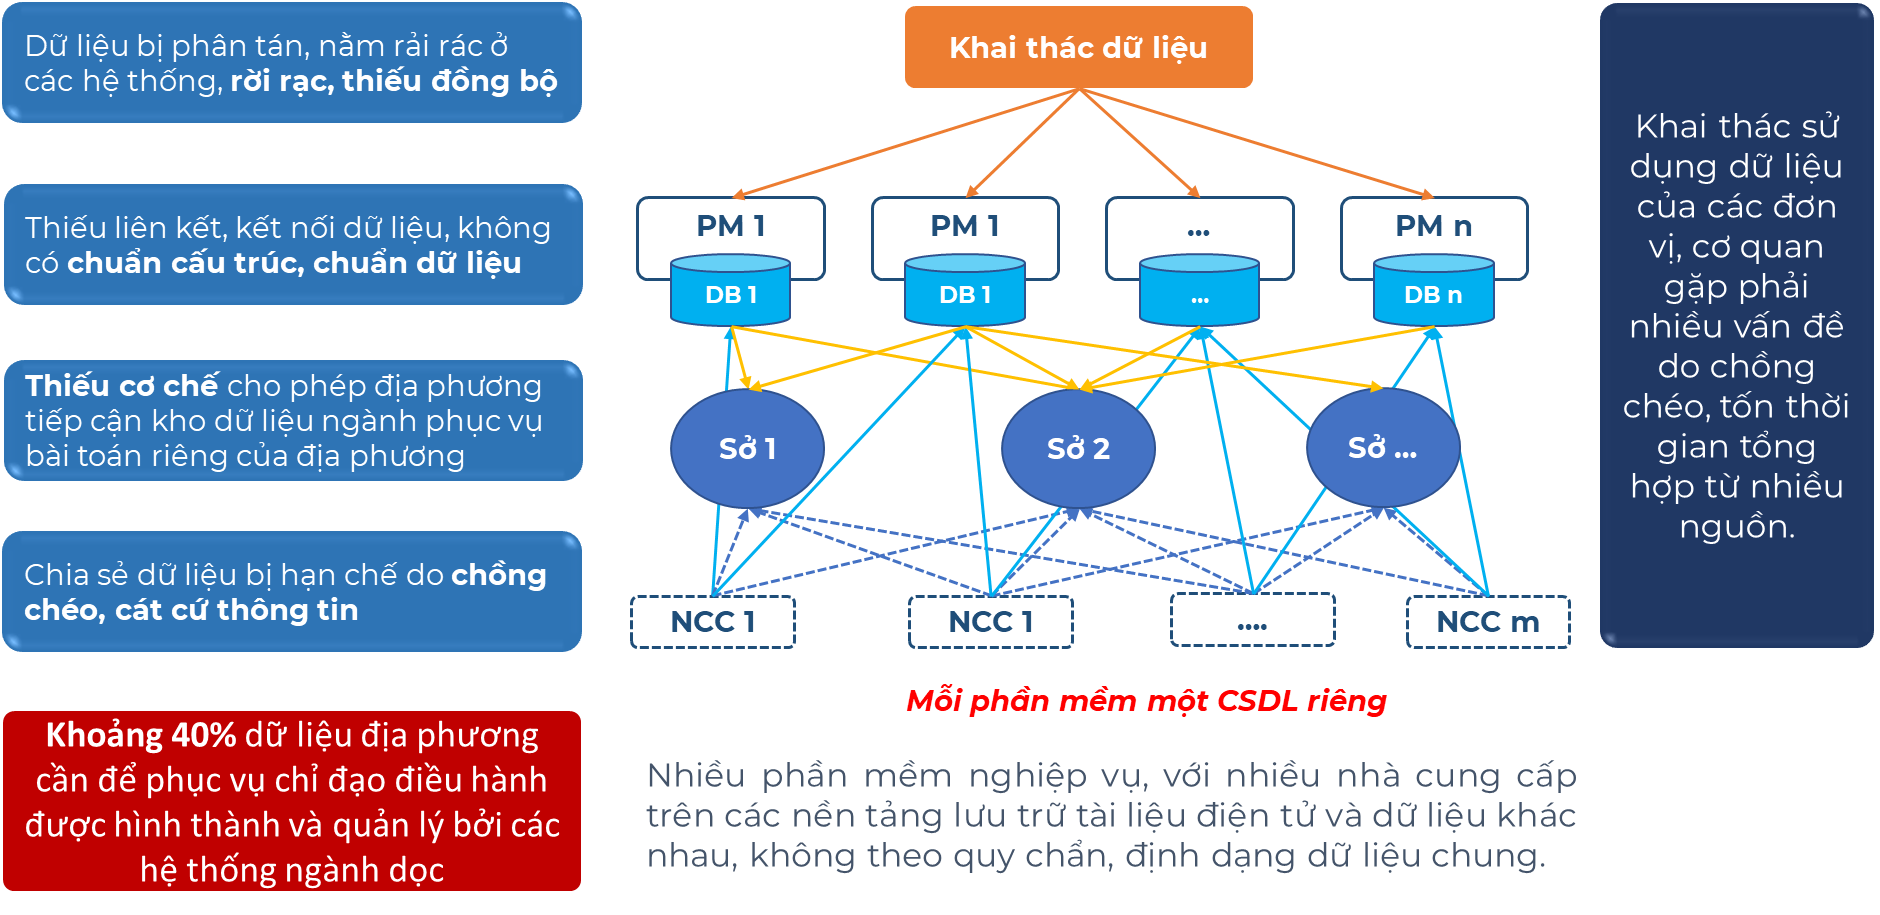 Dữ liệu bị phân tán, nằm rải rác ở
các hệ thống, rời rạc, thiếu đồng bộ
Thiếu liên kết, kết nối dữ liệu, không
có chuẩn cấu trúc, chuẩn dữ liệu
Thiếu cơ chế cho phép địa phương
tiếp cận kho dữ liệu ngành phục vụ
bài toán riêng của địa phương
Chia sẻ dữ liệu bị hạn chế do chồng
chéo, cát cứ thông tin
Khoảng 40% dữ liệu địa phương
cần để phục vụ chỉ đạo điều hành
được hình thành và quản lý bởi các
hệ thống ngành dọc
Khai thác dữ liệu
PM 1
PM 1
...
PM n
DB 1
DB 1
...
DB n
Sở 1
Sở 2
Sở ...
NCC 1
NCC 1
....
NCC m
Mỗi phần mềm một CSDL riêng
Nhiều phần mềm nghiệp vụ, với nhiều nhà cung cấp
trên các nền tảng lưu trữ tài liệu điện tử và dữ liệu khác
nhau, không theo quy chẩn, định dạng dữ liệu chung.
Khai thác sử
dụng dữ liệu
của các đơn
vị, cơ quan
gặp phải
nhiều vấn đề
do chồng
chéo, tốn thời
gian tổng
hợp từ nhiều
nguồn.